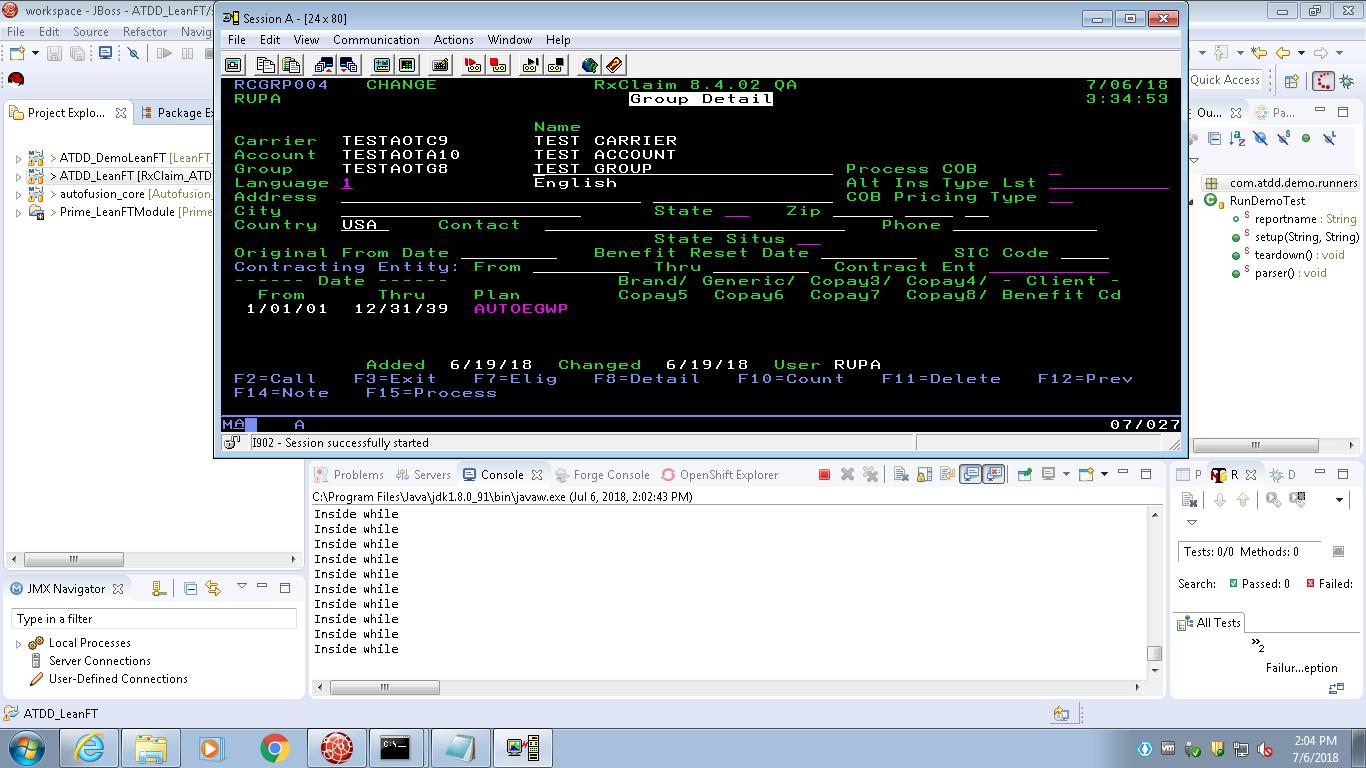 workspace - JBoss - ATDD_LeanFT/
File Edit Source Refactor Navig
Project Explo...
Package E
> ATDD_DemoLeanFT [LeanFT_
> ATDD_LeanFT [RxClaim_ATD
> autofusion_core [Autofusion_
> Prime_LeanFTModule [Prime
Session A - [24 x 80]
File Edit View Communication Actions Window Help
RCGRP004 CHANGE RxClaim 8.4.02 QA 7/06/18
RUPA Group Detail 3:34:53
Name
Carrier TESTAOTC9 TEST CARRIER
Account TESTAOTA10 TEST ACCOUNT
Group TESTAOTG8 TEST GROUP Process COB
Language 1 English Alt Ins Type Lst
Address COB Pricing Type
City State Zip
Country USA Contact Phone
State Situs
Original From Date Benefit Reset Date SIC Code
Contracting Entity: From Thru Contract Ent
------ Date ------ Brand/ Generic/ Copay3/ Copay4/ - Client -
From Thru Plan Copay5 Copay6 Copay7 Copay8/ Benefit Cd
1/01/01 12/31/39 AUTOEGWP
Added 6/19/18 Changed 6/19/18 User RUPA
F2=Call F3=Exit F7=Elig F8=Detail F10=Count F11=Delete F12=Prev
F14=Note F15=Process
MA A 07/027
I902 - Session successfully started
Quick Access
Ou...
Pa...
com.atdd.demo.runners
RunDemoTest
reportname : String
setup(String, String)
teardown() : void
parser() : void
Problems Servers Console Forge Console OpenShift Explorer
C:\Program Files\Java\jdk1.8.0_91\bin\javaw.exe (Jul 6, 2018, 2:02:43 PM)
Inside while
Inside while
Inside while
Inside while
Inside while
Inside while
Inside while
Inside while
Inside while
Inside while
P R D
Tests: 0/0 Methods: 0
Search: Passed: 0 Failed:
All Tests
»2
Failur...eption
JMX Navigator
Type in a filter
Local Processes
Server Connections
User-Defined Connections
ATDD_LeanFT
2:04 PM
7/6/2018